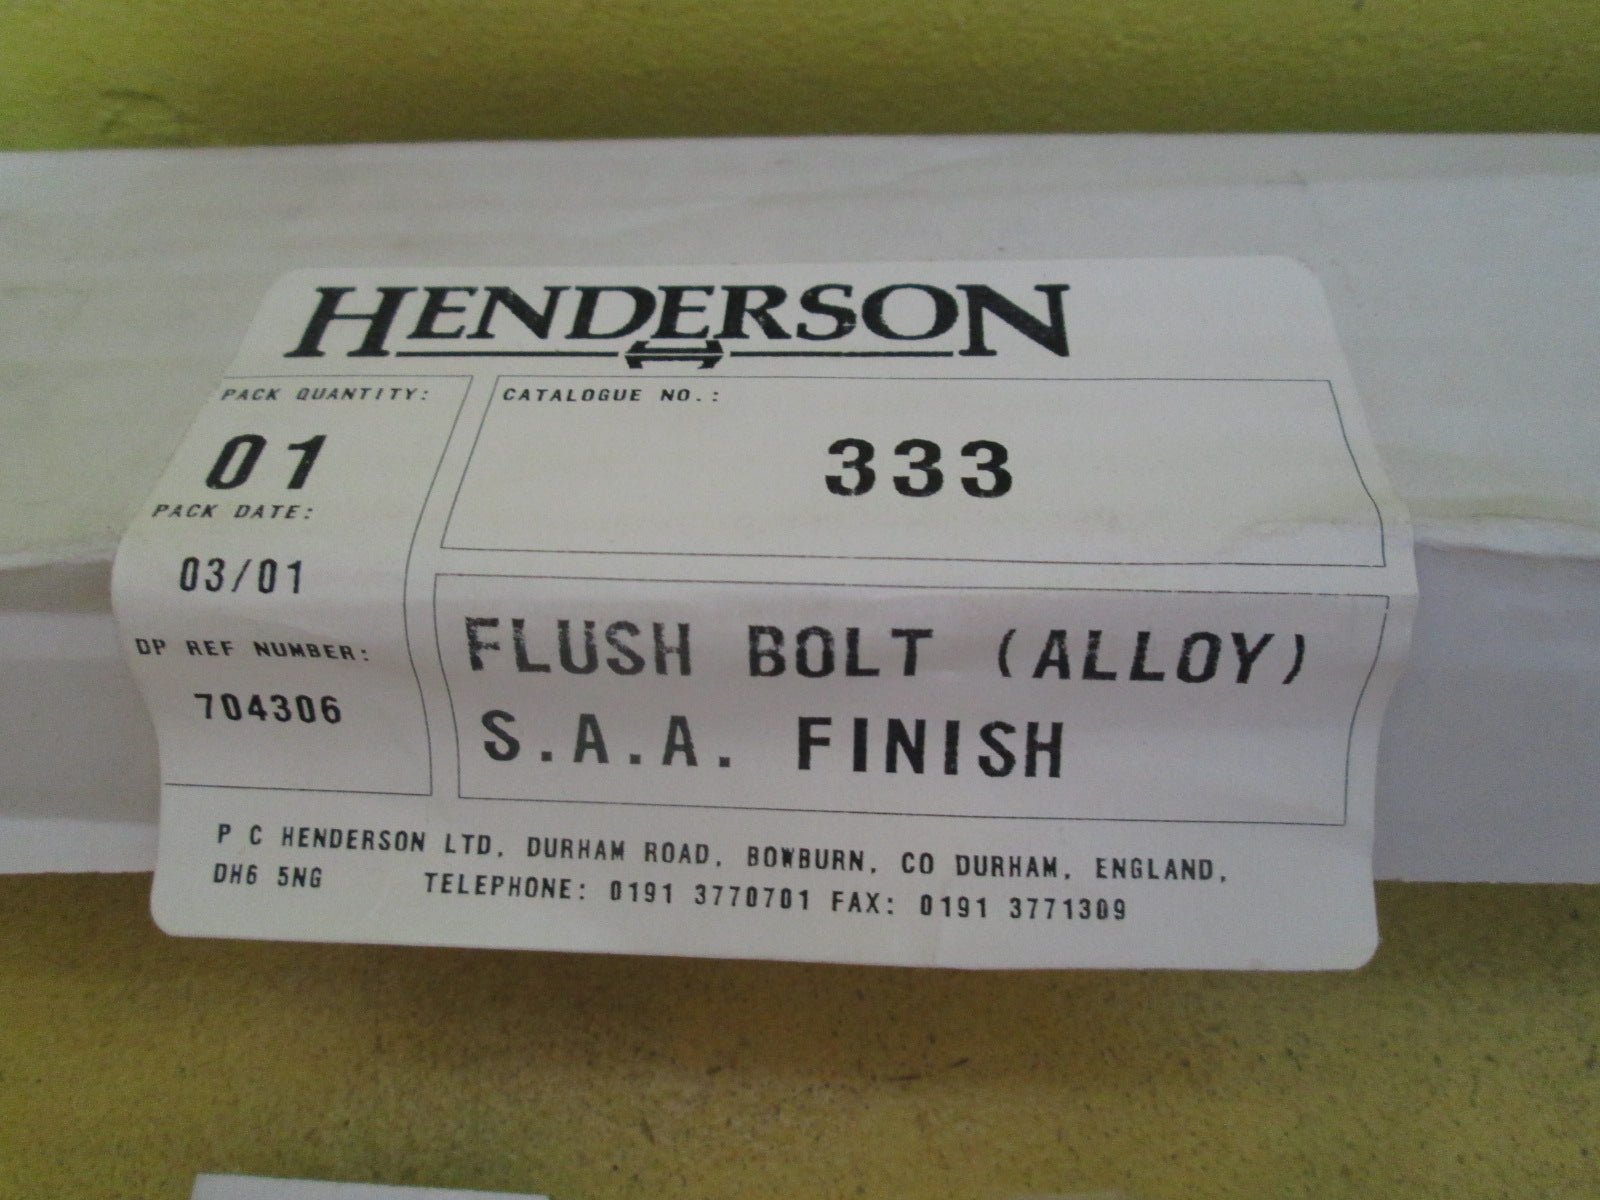 HENDERSON
PACK QUANTITY:
01
PACK DATE:
03/01
DP REF NUMBER:
704306
CATALOGUE NO.:
333
FLUSH BOLT (ALLOY)
S.A.A. FINISH
P C HENDERSON LTD, DURHAM ROAD, BOWBURN, CO DURHAM, ENGLAND,
DH6 5NG TELEPHONE: 0191 3770701 FAX: 0191 3771309